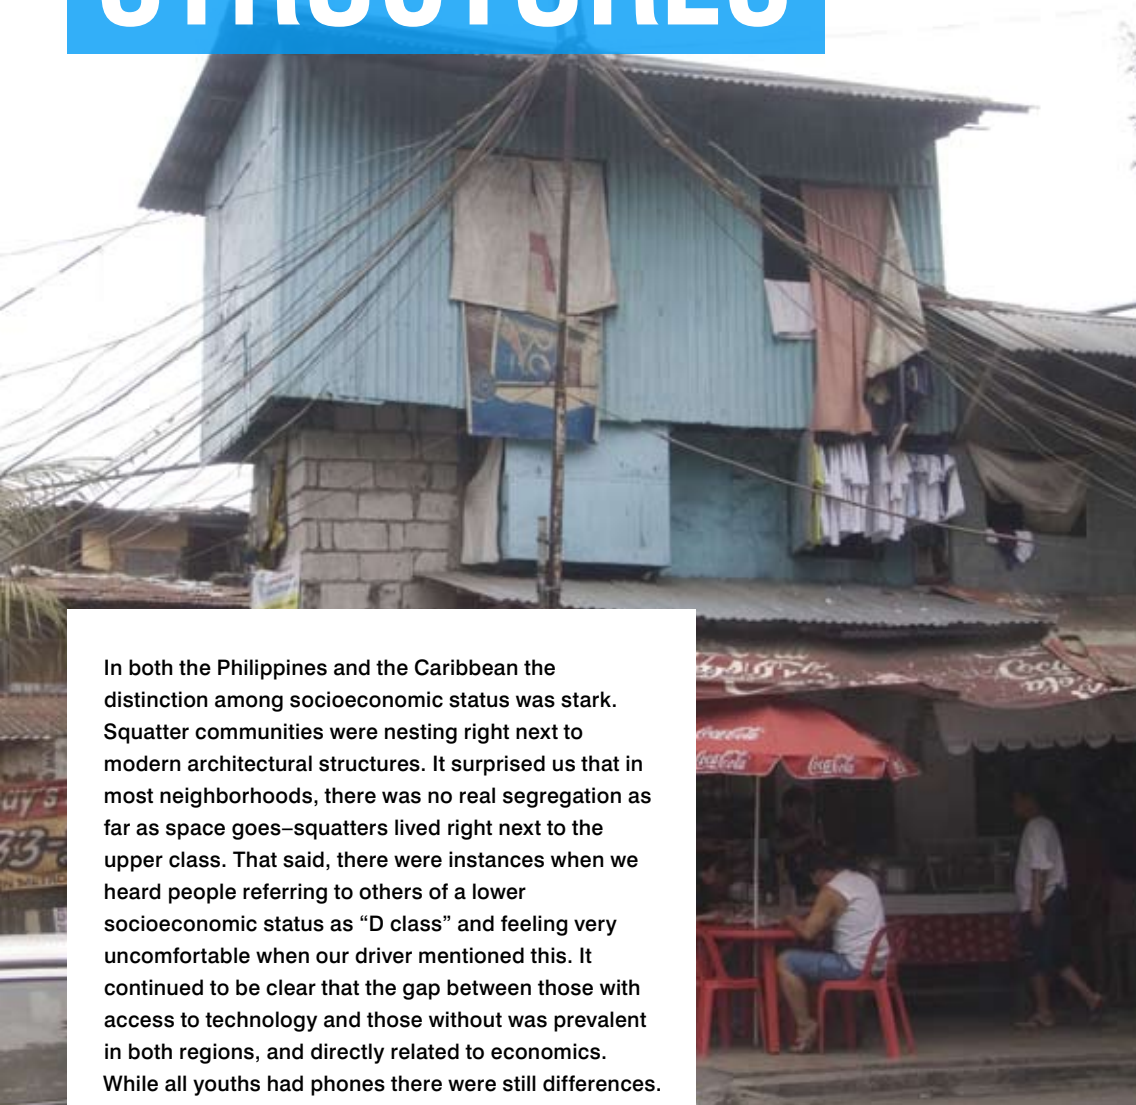 STRUCTURES
In both the Philippines and the Caribbean the
distinction among socioeconomic status was stark.
Squatter communities were nesting right next to
modern architectural structures. It surprised us that in
most neighborhoods, there was no real segregation as
far as space goes–squatters lived right next to the
upper class. That said, there were instances when we
heard people referring to others of a lower
socioeconomic status as “D class” and feeling very
uncomfortable when our driver mentioned this. It
continued to be clear that the gap between those with
access to technology and those without was prevalent
in both regions, and directly related to economics.
While all youths had phones there were still differences.
Coca-Cola
Coca-Cola
Coca-Cola